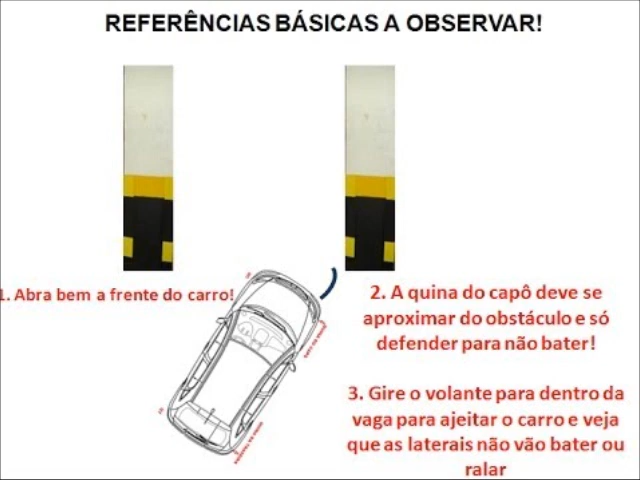 REFERÊNCIAS BÁSICAS A OBSERVAR!
1. Abra bem a frente do carro!
2. A quina do capô deve se
aproximar do obstáculo e só
defender para não bater!
3. Gire o volante para dentro da
vaga para ajeitar o carro e veja
que as laterais não vão bater ou
ralar